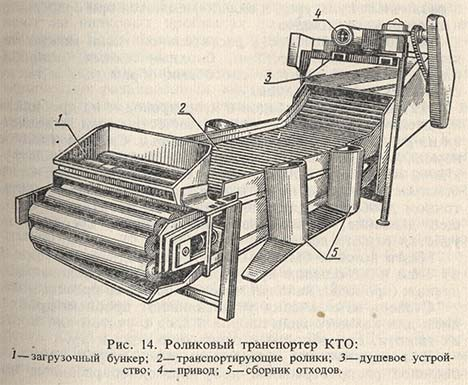 4
3
2
1
5
Рис. 14. Роликовый транспортер КТО:
1—загрузочный бункер; 2—транспортирующие ролики; 3—душевое устрой-
ство; 4—привод; 5—сборник отходов.